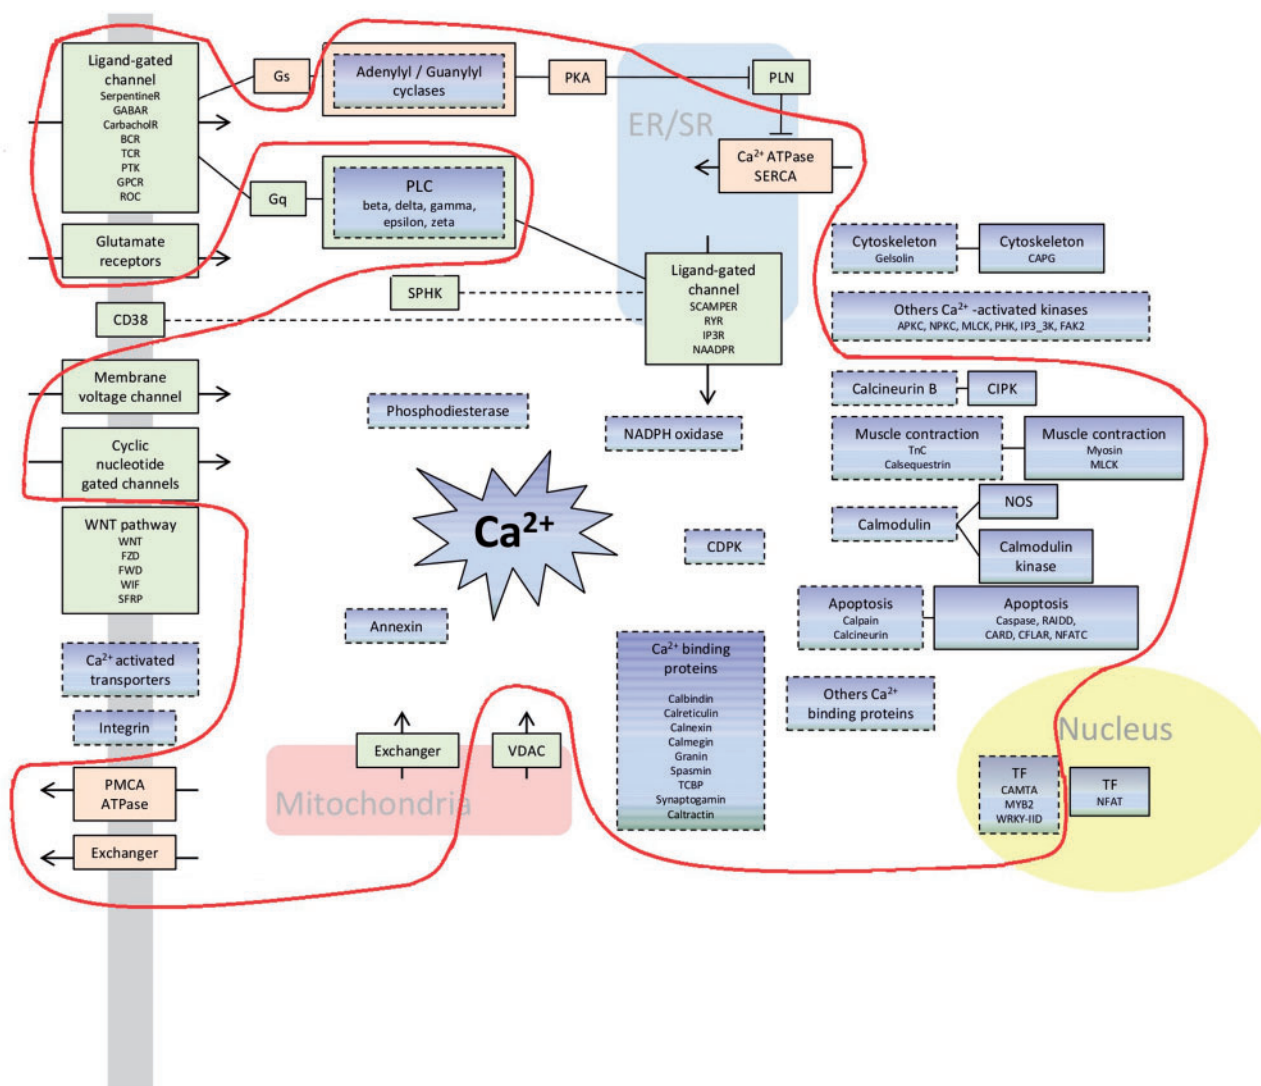 Ligand-gated
channel
SerpentineR
GABAR
CarbacholR
BCR
TCR
PTK
GPCR
ROC
Gs
Adenylyl / Guanylyl
cyclases
PKA
PLN
ER/SR
Ca²⁺ ATPase
SERCA
Gq
PLC
beta, delta, gamma,
epsilon, zeta
Glutamate
receptors
Cytoskeleton
Gelsolin
Cytoskeleton
CAPG
Ligand-gated
channel
SCAMPER
RYR
IP3R
NAADPR
SPHK
CD38
Others Ca²⁺ -activated kinases
APKC, NPKC, MLCK, PHK, IP3_3K, FAK2
Membrane
voltage channel
Phosphodiesterase
NADPH oxidase
Calcineurin B
CIPK
Cyclic
nucleotide
gated channels
Muscle contraction
TnC
Calsequestrin
Muscle contraction
Myosin
MLCK
WNT pathway
WNT
FZD
FWD
WIF
SFRP
Ca²⁺
CDPK
Calmodulin
NOS
Calmodulin
kinase
Annexin
Apoptosis
Calpain
Calcineurin
Apoptosis
Caspase, RAIDD,
CARD, CFLAR, NFATC
Ca²⁺ activated
transporters
Ca²⁺ binding
proteins
Calbindin
Calreticulin
Calnexin
Calmegin
Granin
Spasmin
TCBP
Synaptogamin
Caltractin
Others Ca²⁺
binding proteins
Integrin
Exchanger
VDAC
Mitochondria
Nucleus
TF
CAMTA
MYB2
WRKY-IID
TF
NFAT
PMCA
ATPase
Exchanger